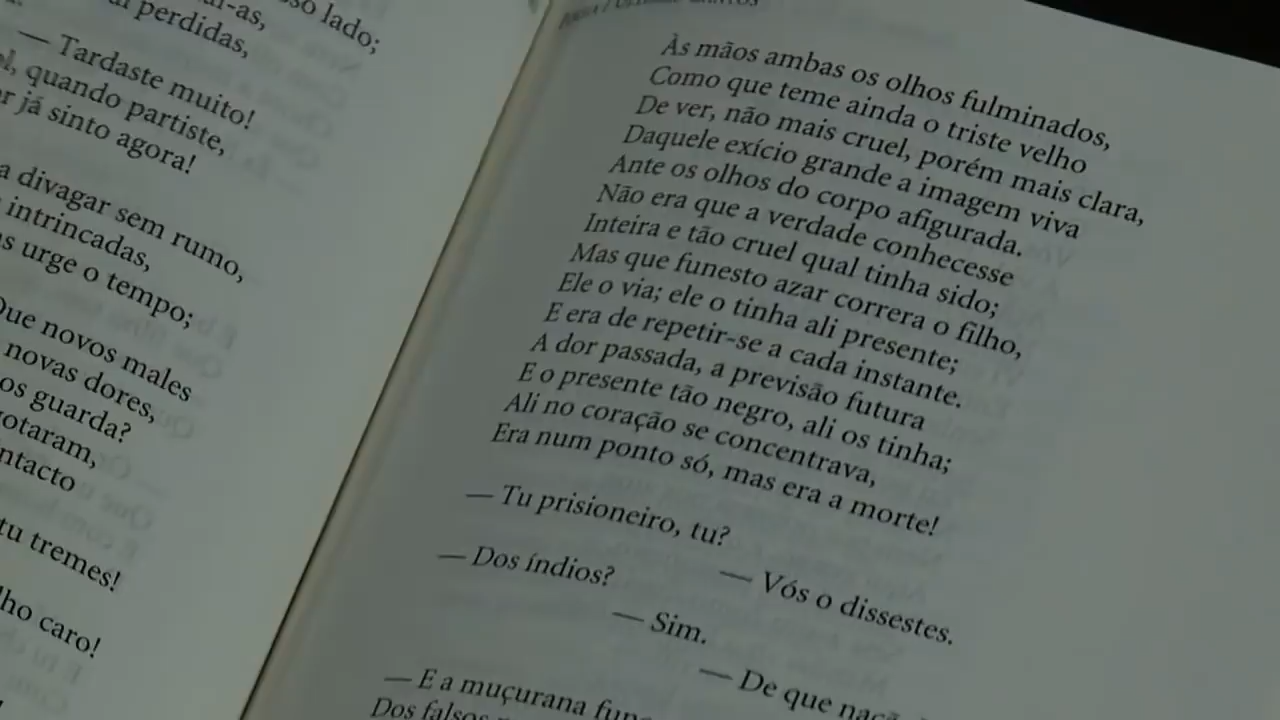 so lado;
perdidas,
— Tardaste muito!
quando partiste,
já sinto agora!
a divagar sem rumo,
intrincadas,
urge o tempo;
Que novos males
novas dores,
os guarda?
tu tremes!
caro!
Às mãos ambas os olhos fulminados,
Como que teme ainda o triste velho
De ver, não mais cruel, porém mais clara,
Daquele exício grande a imagem viva
Ante os olhos do corpo afigurada.
Não era que a verdade conhecesse
Inteira e tão cruel qual tinha sido;
Mas que funesto azar correra o filho,
Ele o via; ele o tinha ali presente;
E era de repetir-se a cada instante.
A dor passada, a previsão futura
E o presente tão negro, ali os tinha;
Ali no coração se concentrava,
Era num ponto só, mas era a morte!
— Tu prisioneiro, tu?
— Vós o dissestes.
— Dos índios?
— Sim.
— De que
— E a muçurana
Dos falsos